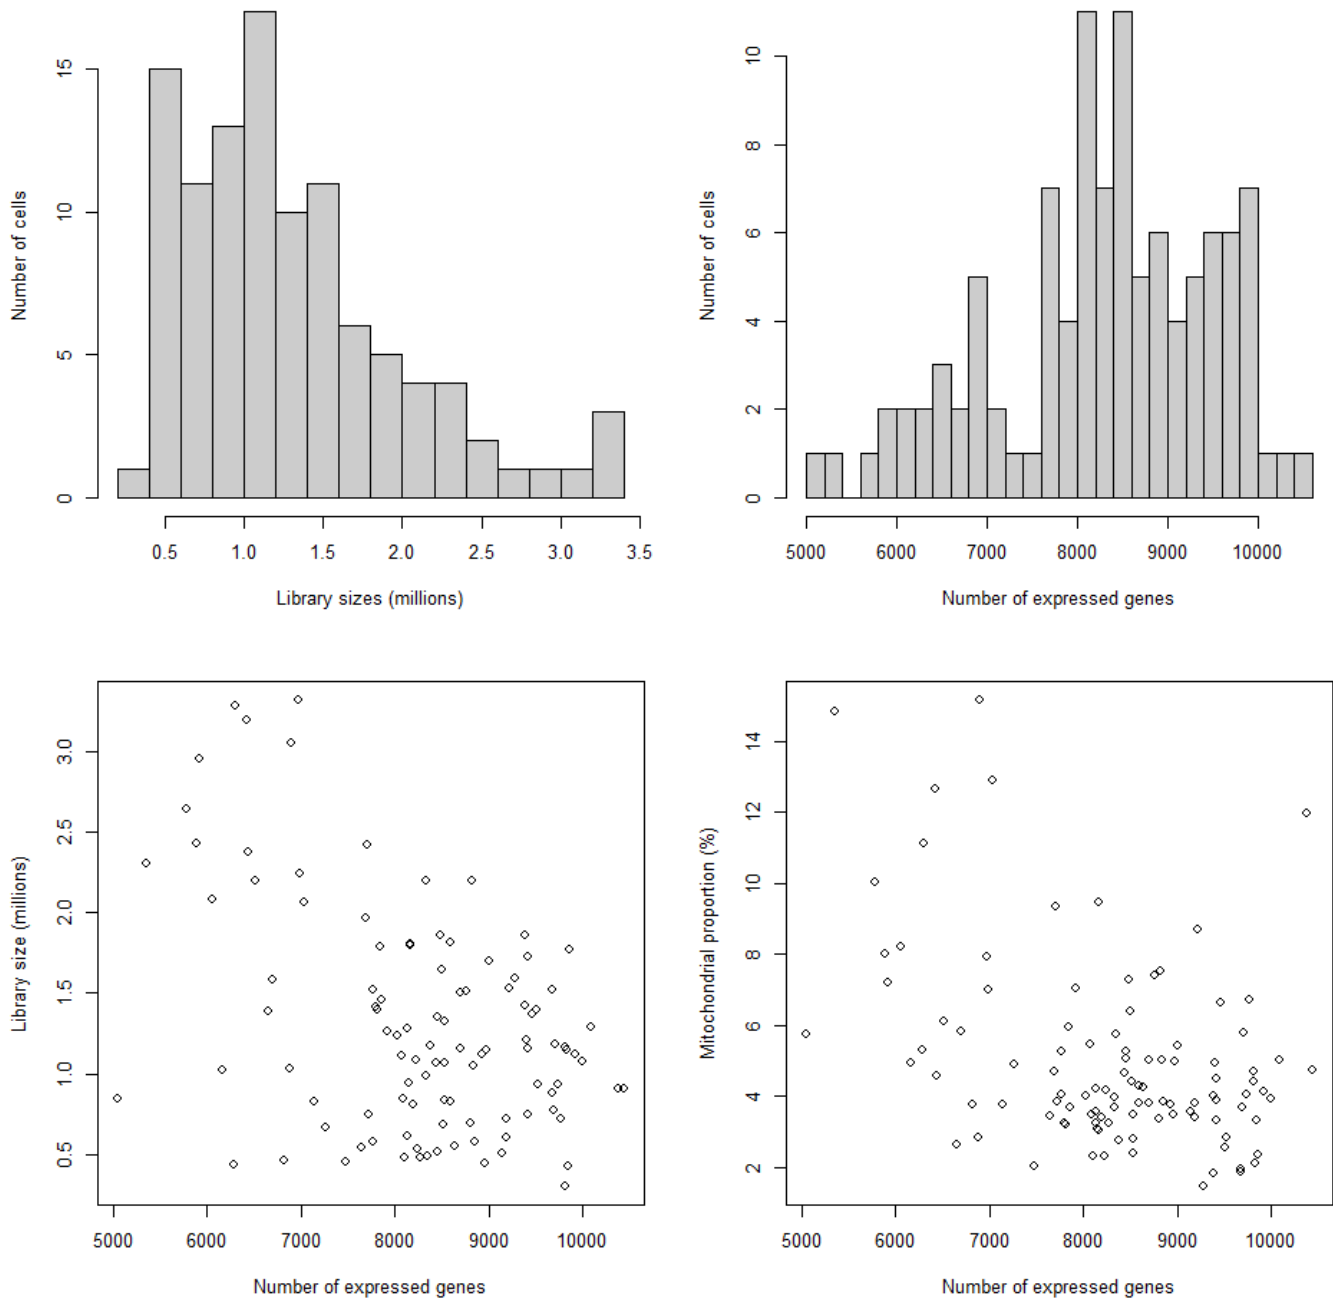 Number of cells
0 5 10 15
0.5 1.0 1.5 2.0 2.5 3.0 3.5
Library sizes (millions)
Number of cells
0 2 4 6 8 10
5000 6000 7000 8000 9000 10000
Number of expressed genes
Library size (millions)
0.5 1.0 1.5 2.0 2.5 3.0
5000 6000 7000 8000 9000 10000
Number of expressed genes
Mitochondrial proportion (%)
2 4 6 8 10 12 14
5000 6000 7000 8000 9000 10000
Number of expressed genes